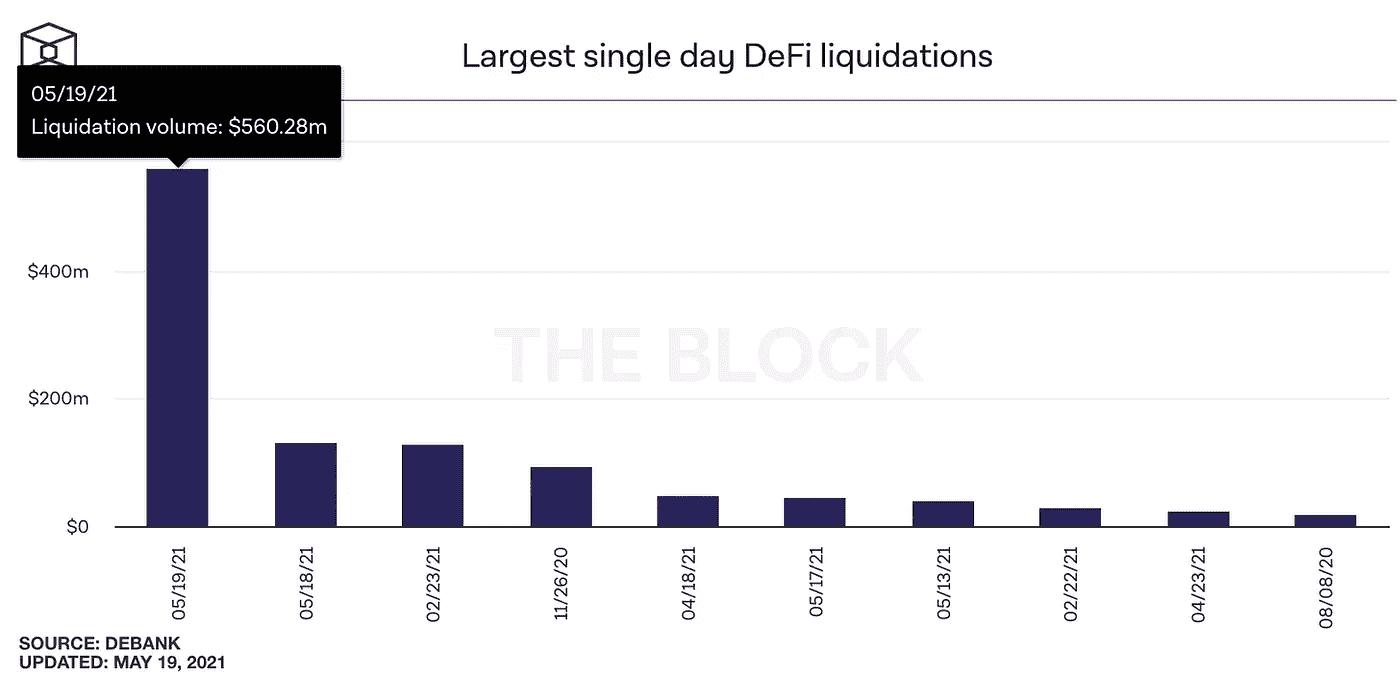 Largest single day DeFi liquidations
05/19/21
Liquidation volume: $560.28m
$400m
THE BLOCK
$200m
$0
05/19/21
05/18/21
02/23/21
11/26/20
04/18/21
05/17/21
05/13/21
02/22/21
04/23/21
08/08/20
SOURCE: DEBANK
UPDATED: MAY 19, 2021